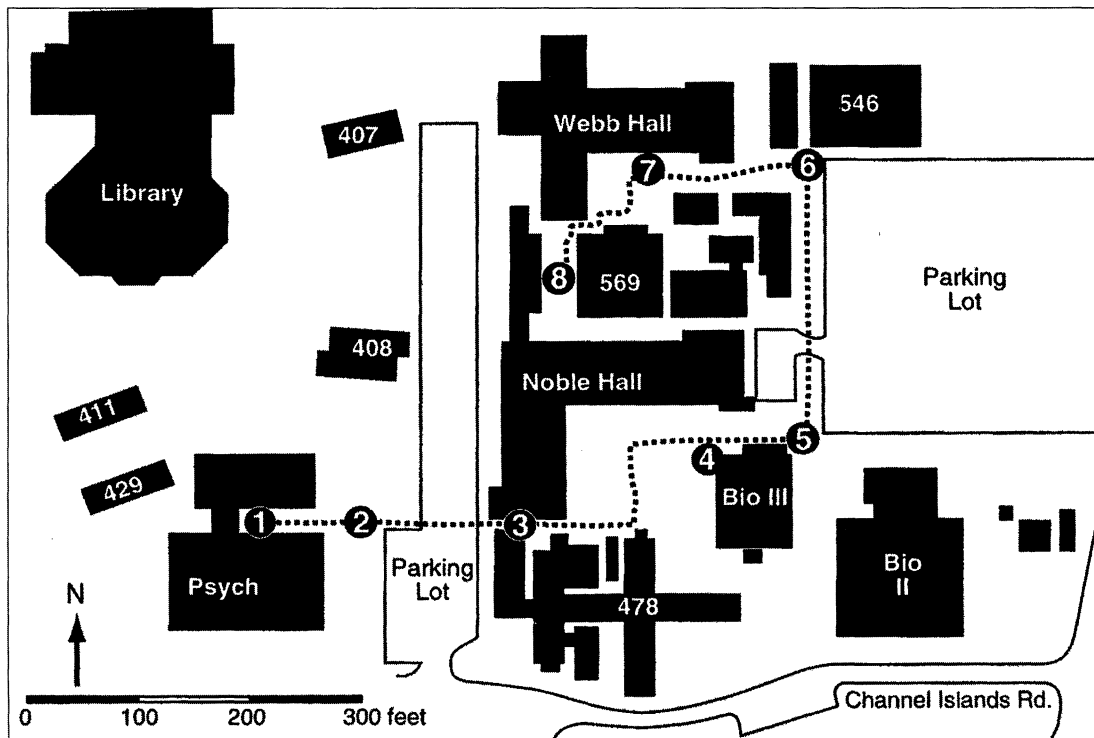 546
407
Webb Hall
7
6
Library
8
569
Parking
Lot
408
Noble Hall
411
5
4
429
Bio III
1
2
3
Bio
II
Psych
Parking
Lot
478
N
Channel Islands Rd.
0 100 200 300 feet